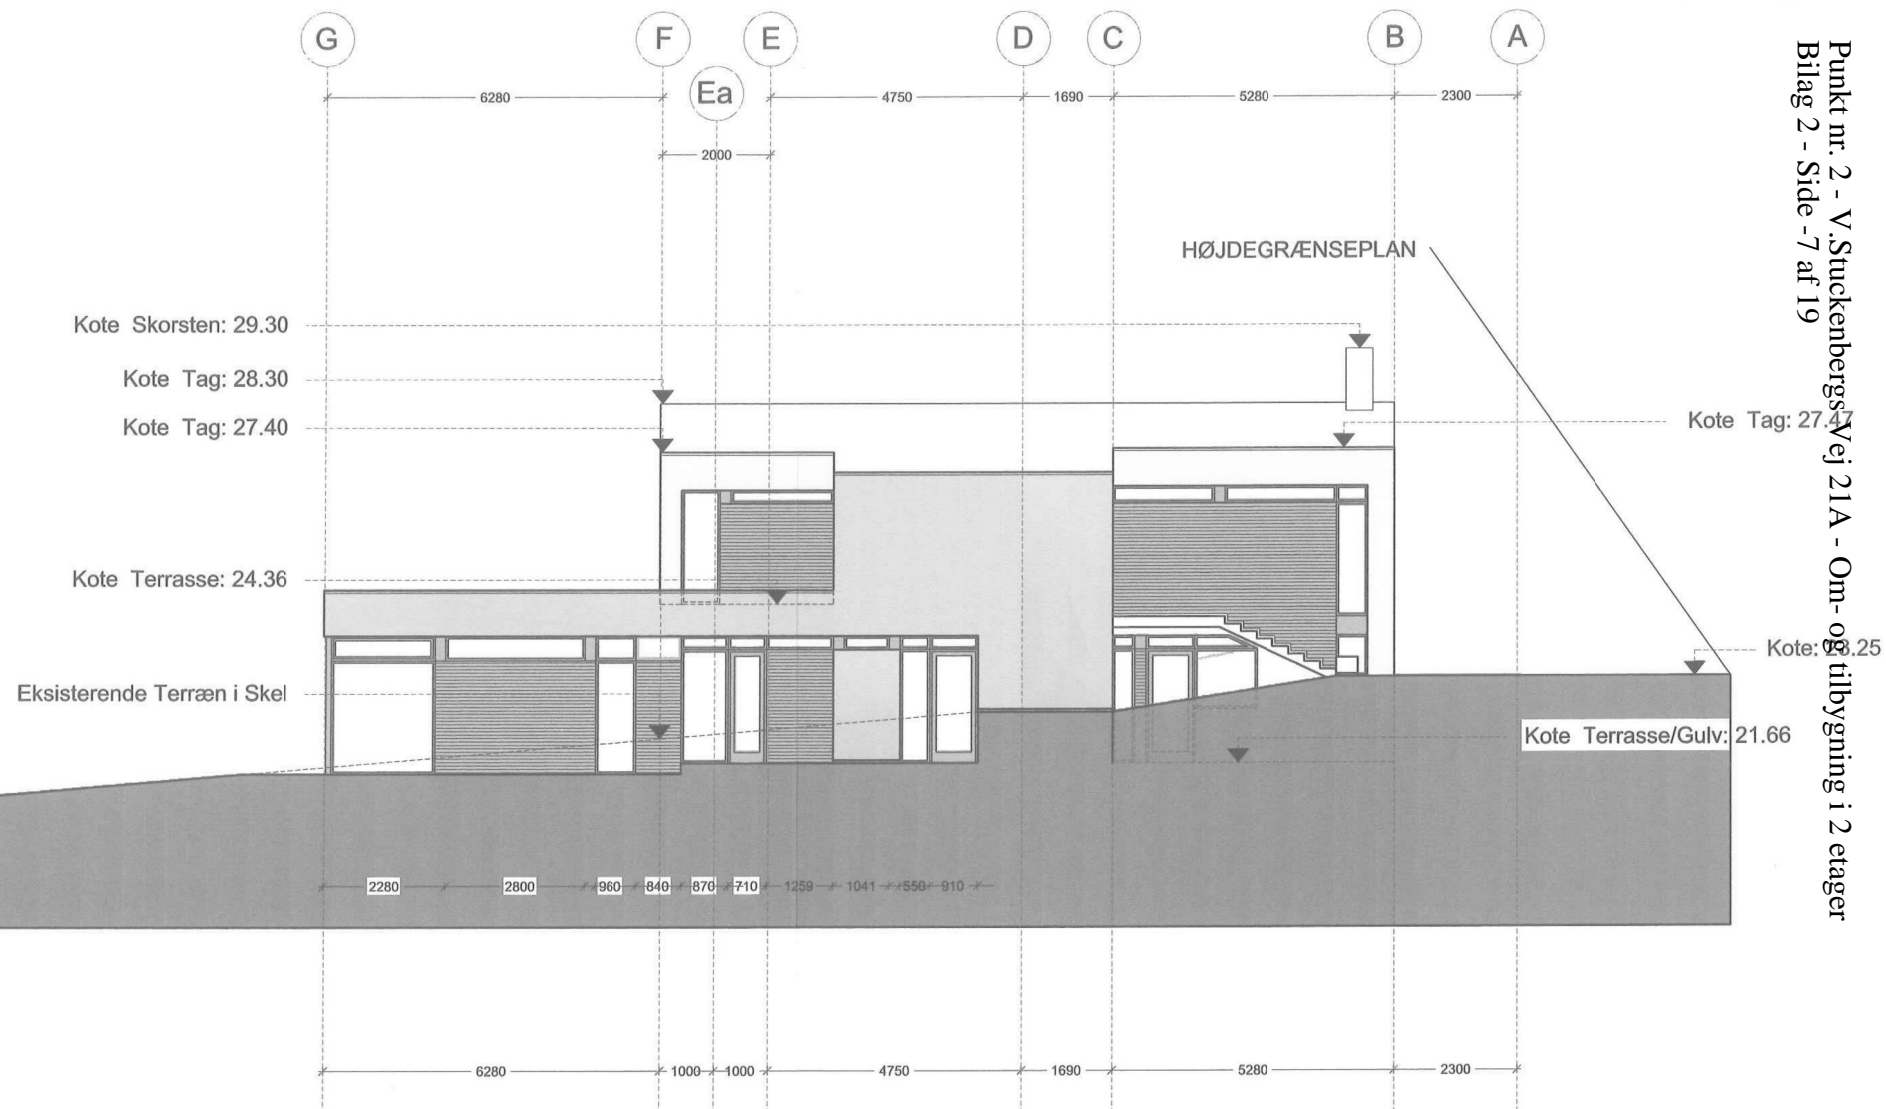 G F E D C B A
Ea
6280 4750 1690 5280 2300
2000
Punkt nr. 2 - V.Stuckenbergs Vej 21A - Om- og tilbygning i 2 etager
Bilag 2 - Side -7 af 19
HØJDEGRÆNSEPLAN
Kote Skorsten: 29.30
Kote Tag: 28.30
Kote Tag: 27.40
Kote Tag: 27.47
Kote Terrasse: 24.36
Kote: 23.25
Eksisterende Terræn i Skel
Kote Terrasse/Gulv: 21.66
2280 2800 960 840 870 710 1259 1041 550 910
6280 1000 1000 4750 1690 5280 2300